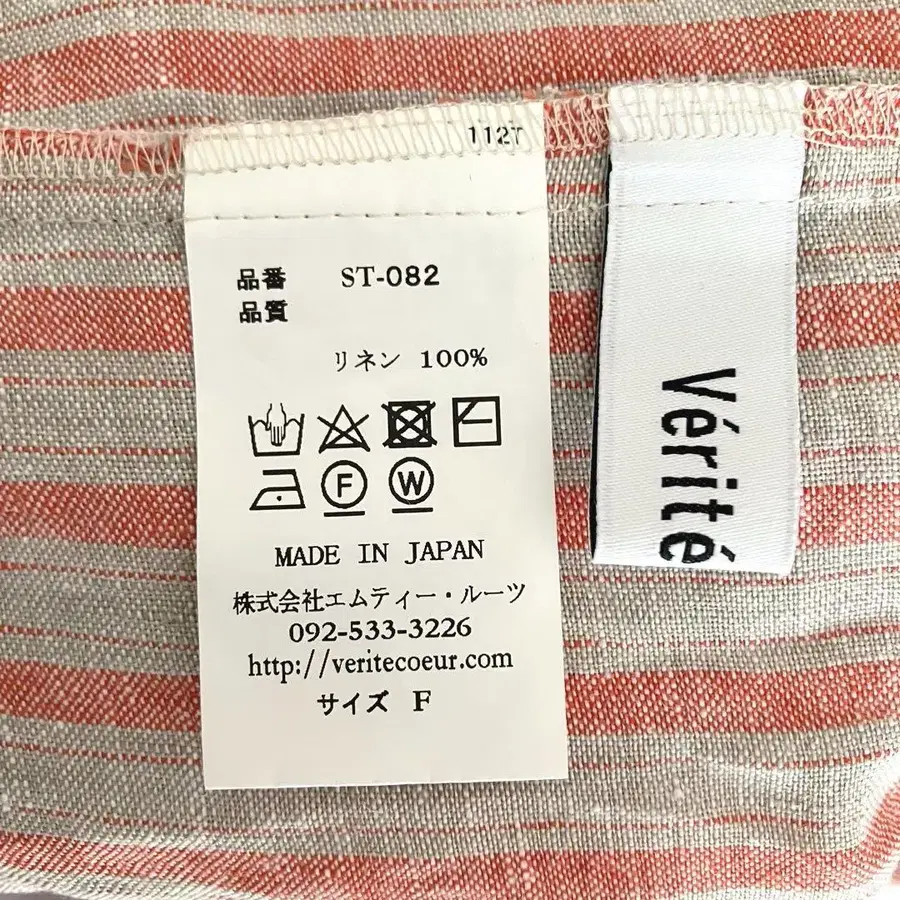 112T
品番 ST-082
品質
リネン 100%
F W
MADE IN JAPAN
株式会社エムティー・ルーツ
092-533-3226
http://veritecoeur.com
サイズ F
Vérité